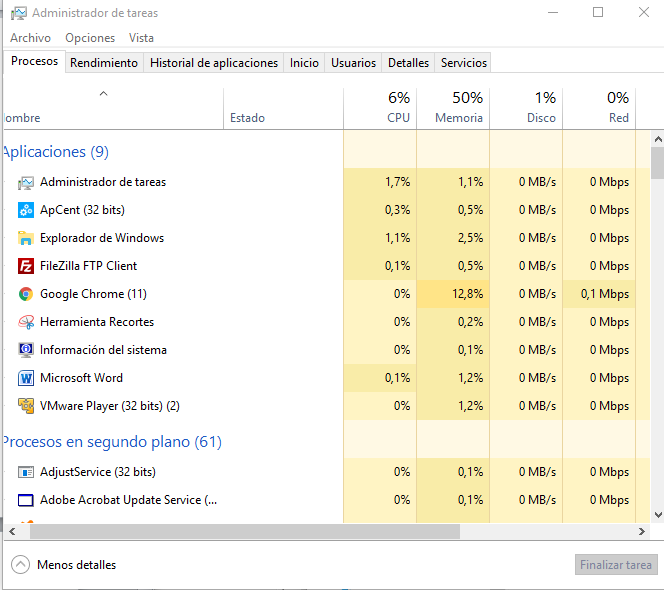 Administrador de tareas
Archivo Opciones Vista
Procesos Rendimiento Historial de aplicaciones Inicio Usuarios Detalles Servicios
6% 50% 1% 0%
ombre Estado CPU Memoria Disco Red
Aplicaciones (9)
Administrador de tareas 1,7% 1,1% 0 MB/s 0 Mbps
ApCent (32 bits) 0,3% 0,5% 0 MB/s 0 Mbps
Explorador de Windows 1,1% 2,5% 0 MB/s 0 Mbps
FileZilla FTP Client 0,1% 0,5% 0 MB/s 0 Mbps
Google Chrome (11) 0% 12,8% 0 MB/s 0,1 Mbps
Herramienta Recortes 0% 0,2% 0 MB/s 0 Mbps
Información del sistema 0% 0,1% 0 MB/s 0 Mbps
Microsoft Word 0,1% 1,2% 0 MB/s 0 Mbps
VMware Player (32 bits) (2) 0% 1,2% 0 MB/s 0 Mbps
Procesos en segundo plano (61)
AdjustService (32 bits) 0% 0,1% 0 MB/s 0 Mbps
Adobe Acrobat Update Service (... 0% 0,1% 0 MB/s 0 Mbps
Menos detalles Finalizar tarea